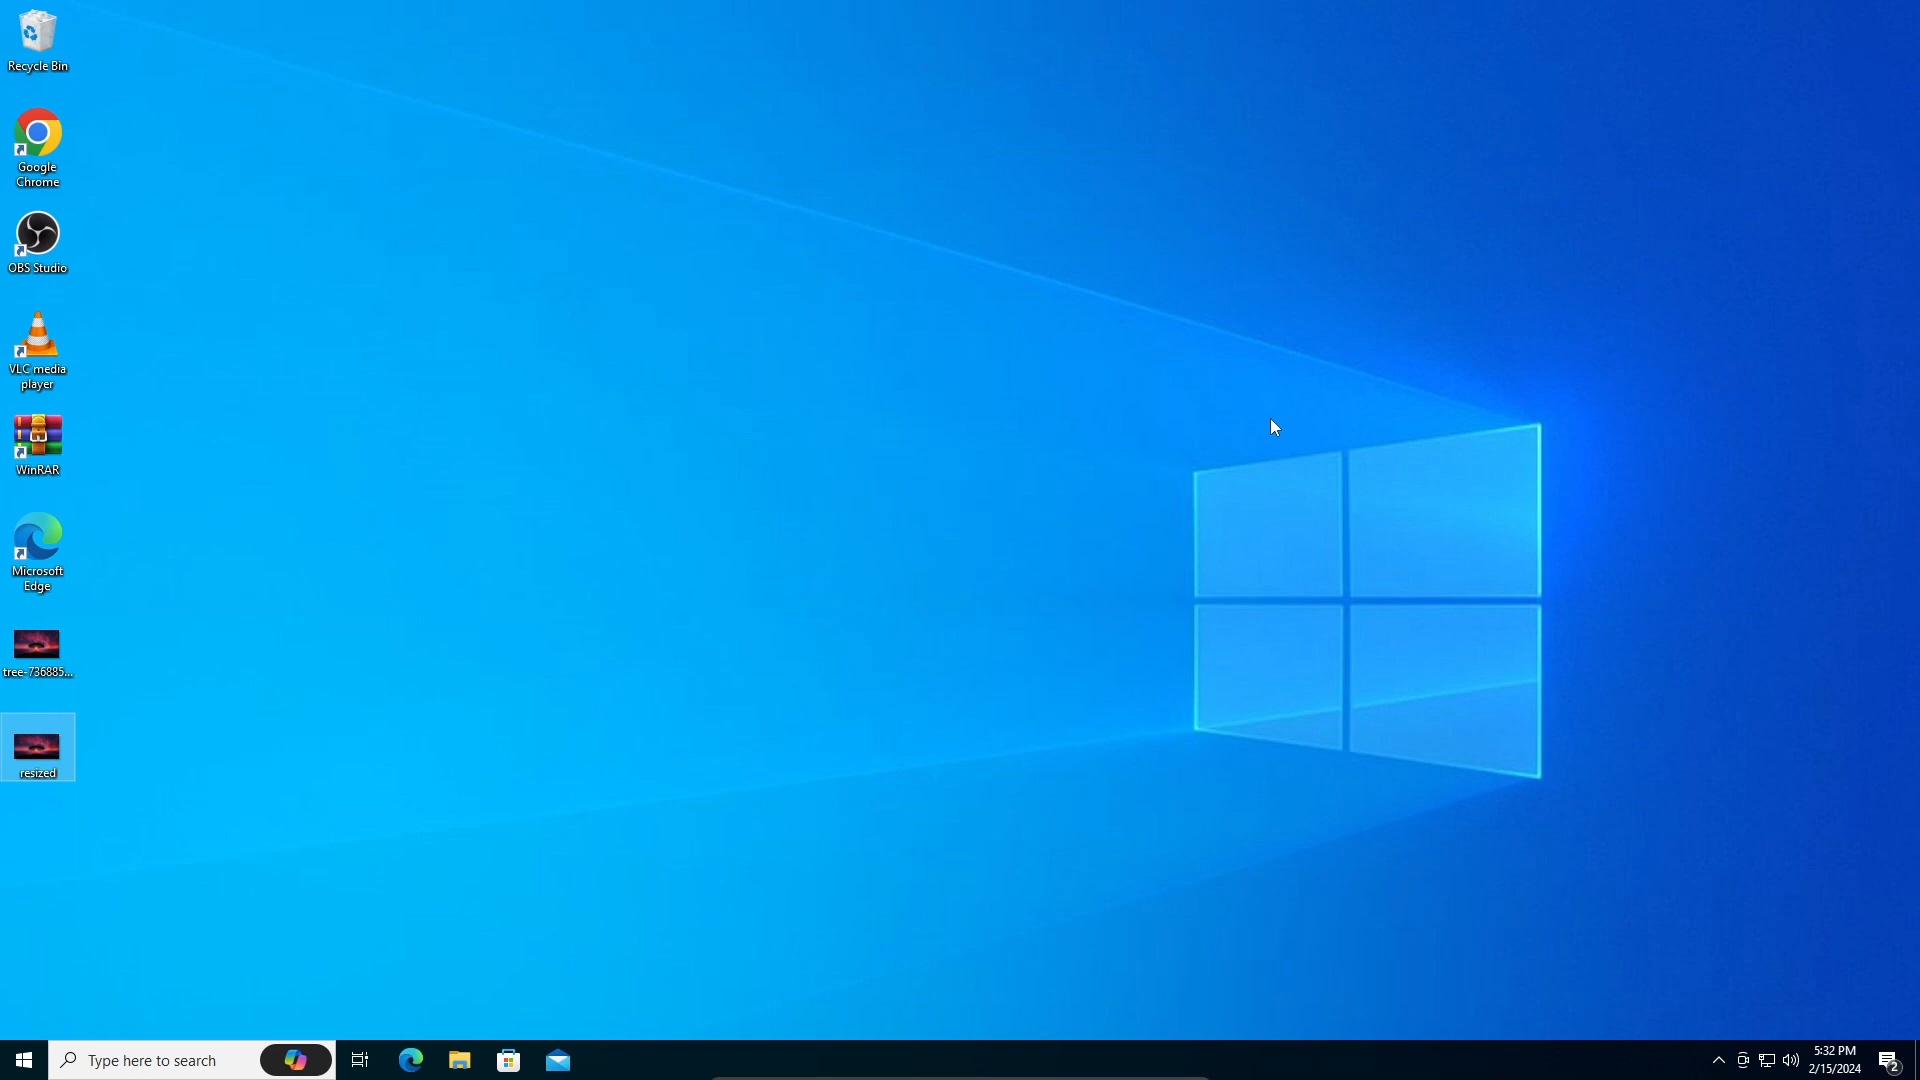 Recycle Bin
Google
Chrome
OBS Studio
VLC media
player
WinRAR
Microsoft
Edge
tree-736885...
resized
Type here to search
5:32 PM
2/15/2024
2